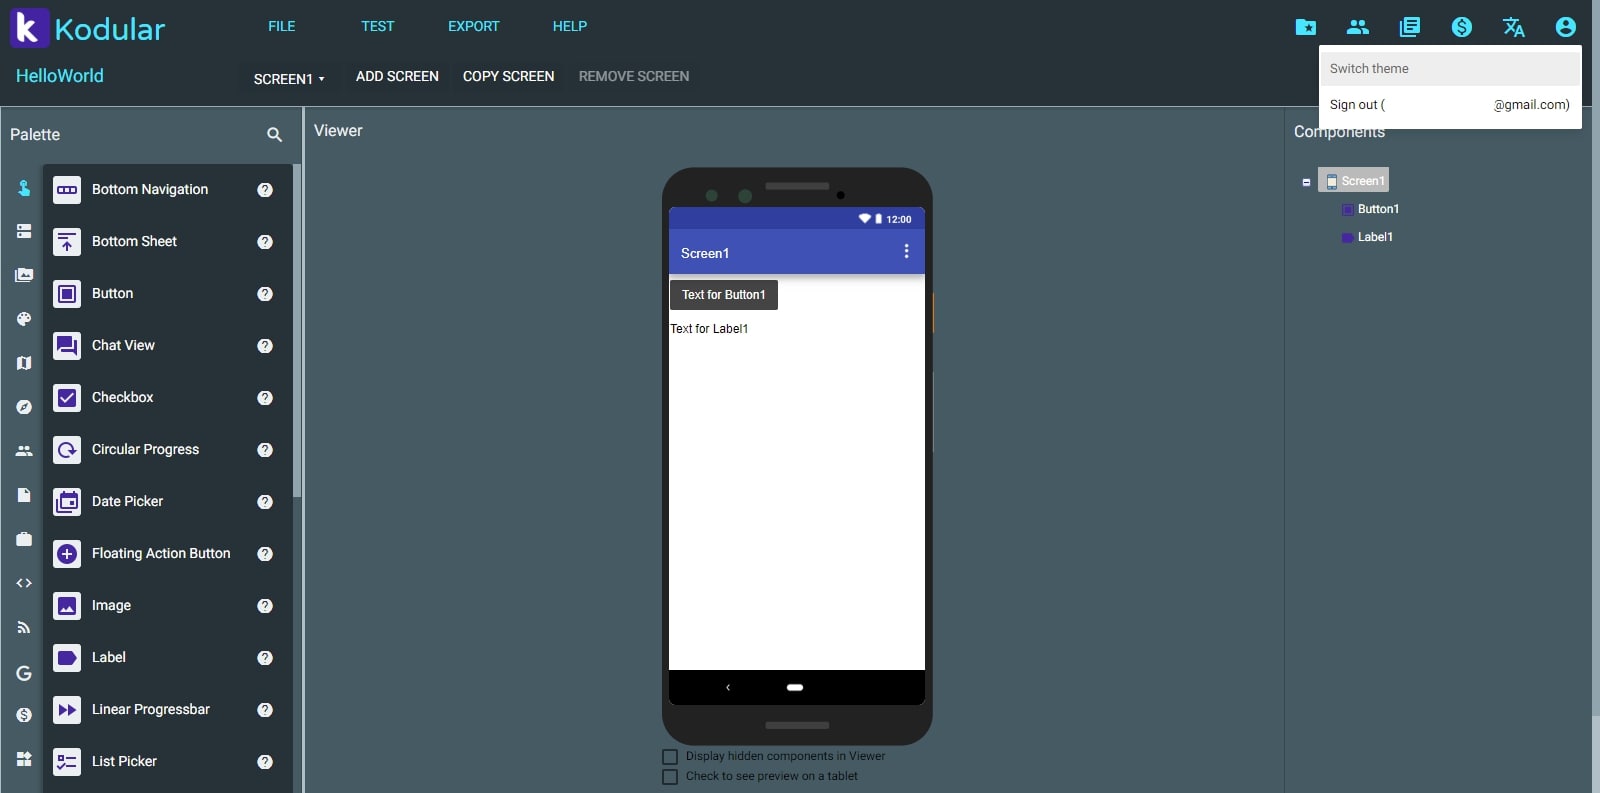 k Kodular
FILE
TEST
EXPORT
HELP
Switch theme
Sign out ( @gmail.com)
HelloWorld
SCREEN1
ADD SCREEN
COPY SCREEN
REMOVE SCREEN
Palette
Bottom Navigation ?
Bottom Sheet ?
Button ?
Chat View ?
Checkbox ?
Circular Progress ?
Date Picker ?
Floating Action Button ?
Image ?
Label ?
Linear Progressbar ?
List Picker ?
Viewer
12:00
Screen1
Text for Button1
Text for Label1
Display hidden components in Viewer
Check to see preview on a tablet
Components
Screen1
Button1
Label1